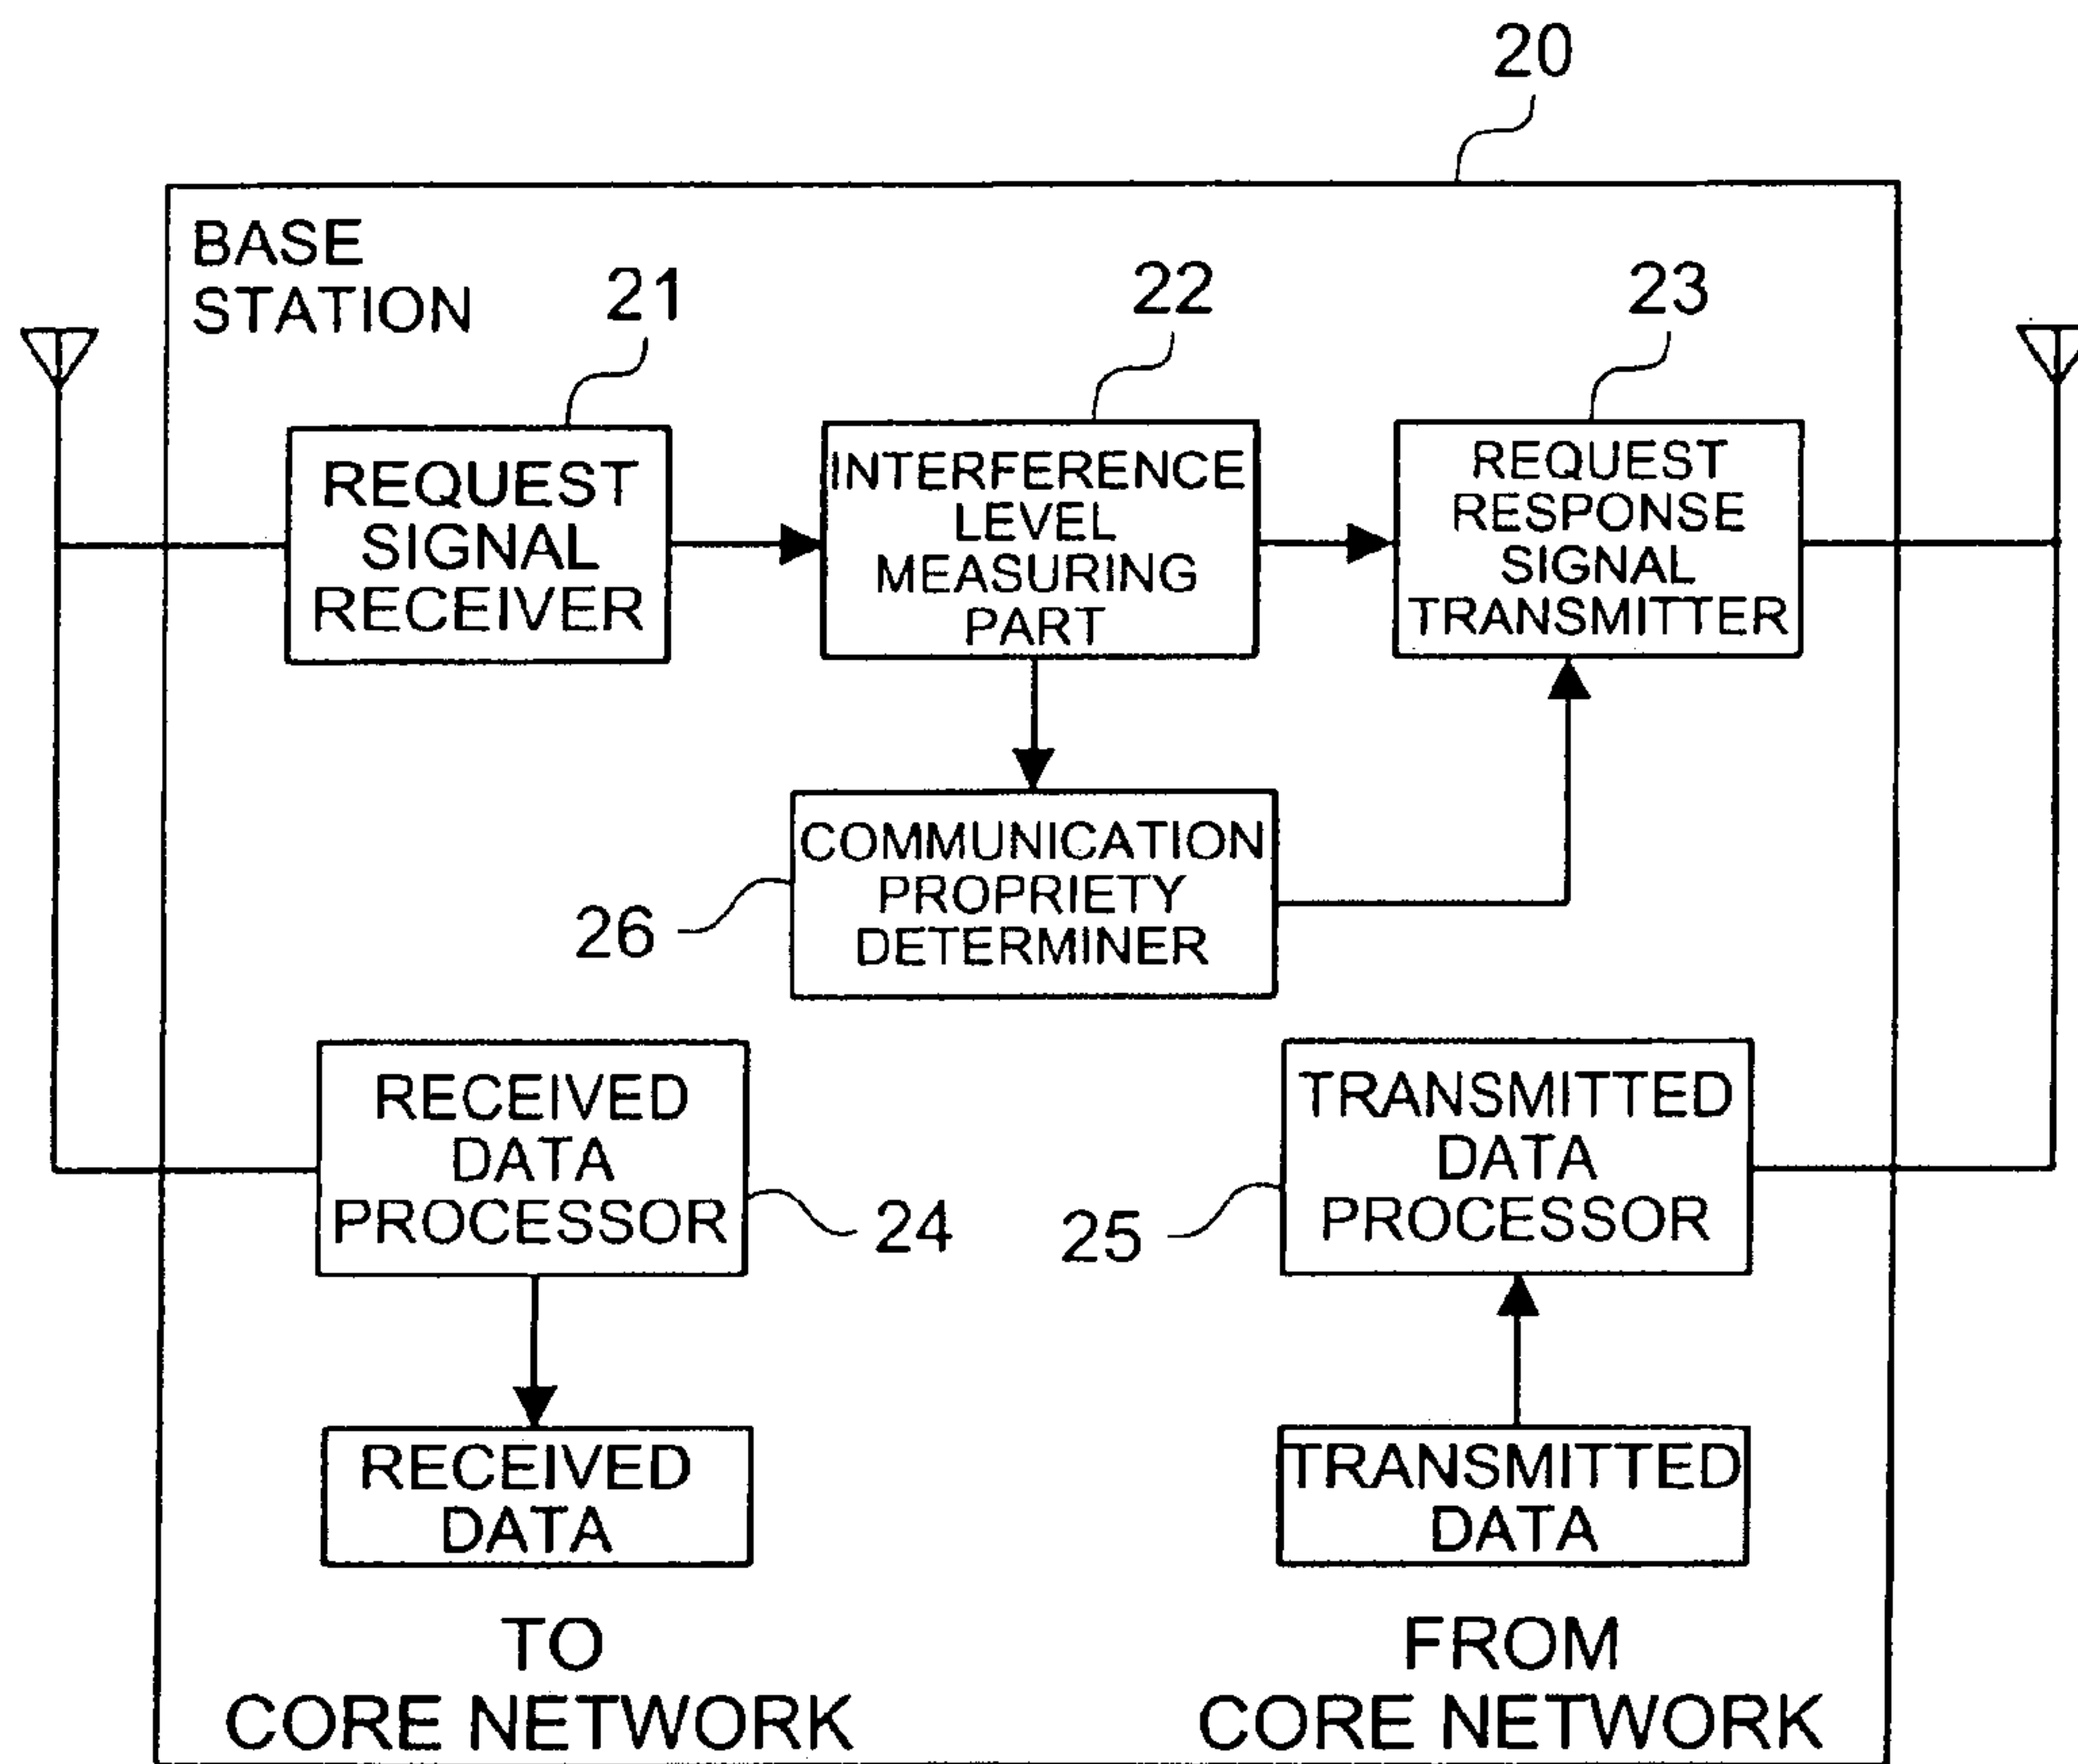 20
BASE
STATION
21
22
23
REQUEST
SIGNAL
RECEIVER
INTERFERENCE
LEVEL
MEASURING
PART
REQUEST
RESPONSE
SIGNAL
TRANSMITTER
COMMUNICATION
PROPRIETY
DETERMINER
26
RECEIVED
DATA
PROCESSOR
24
25
TRANSMITTED
DATA
PROCESSOR
RECEIVED
DATA
TRANSMITTED
DATA
TO
CORE NETWORK
FROM
CORE NETWORK